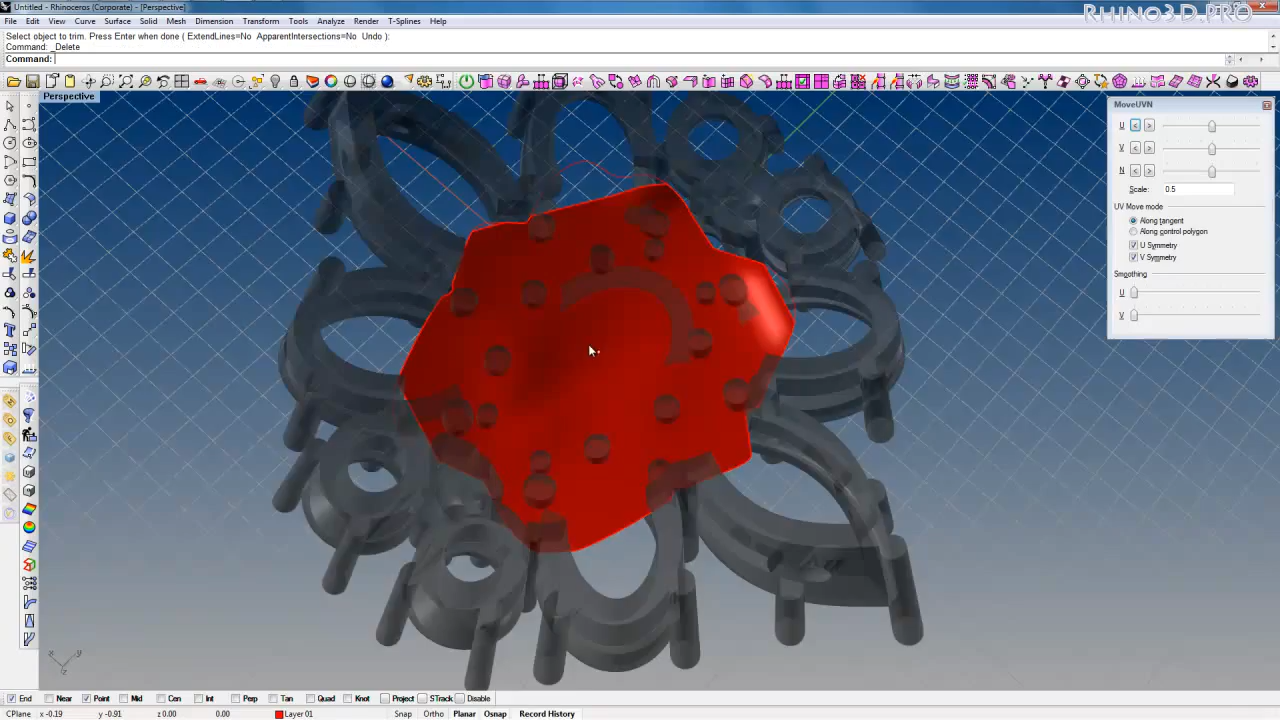 Untitled - Rhinoceros (Corporate) - [Perspective]
RHINO3D.PRO
File Edit View Curve Surface Solid Mesh Dimension Transform Tools Analyze Render T-Splines Help
Select object to trim. Press Enter when done ( ExtendLines=No ApparentIntersections=No Undo ):
Command: _Delete
Command:
Perspective
MoveUVN
U < >
V < >
N < >
Scale: 0.5
UV Move mode
Along tangent
Along control polygon
U Symmetry
V Symmetry
Smoothing
U
V
x y z
End Near Point Mid Cen Int Perp Tan Quad Knot Project STrack Disable
CPlane x -0.19 y -0.91 z 0.00 0.00 Layer 01 Snap Ortho Planar Osnap Record History